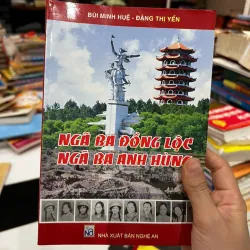 BÙI MINH HUỆ - ĐẶNG THỊ YẾN
NGÃ BA ĐỒNG LỘC
NGÃ BA ANH HÙNG
NHÀ XUẤT BẢN NGHỆ AN